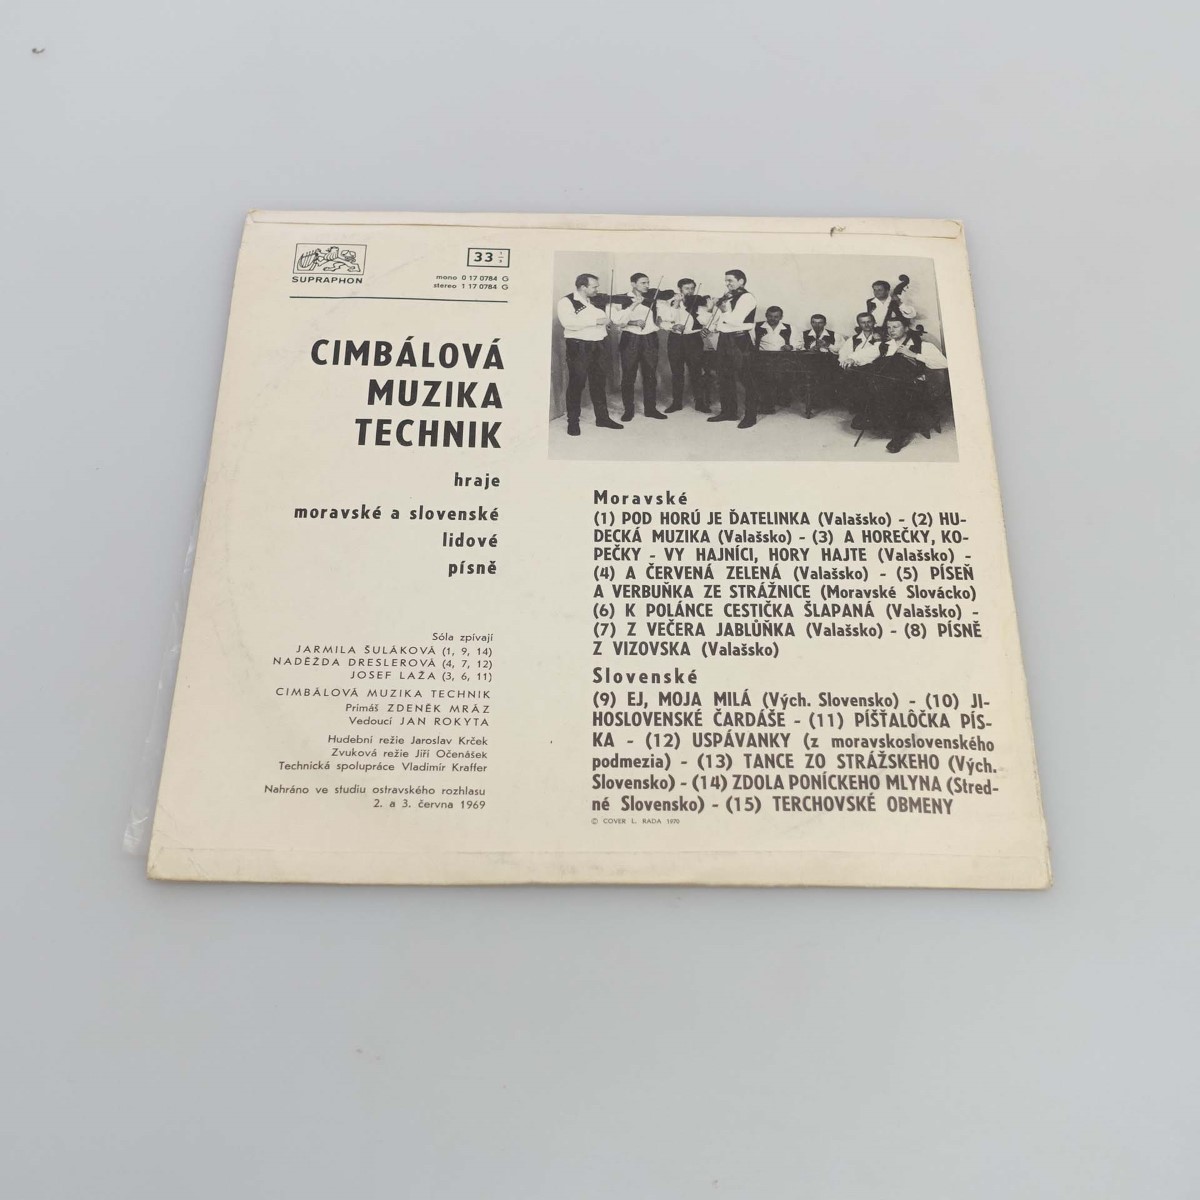 SUPRAPHON
33 1/3
mono 0 17 0784 G
stereo 1 17 0784 G
CIMBÁLOVÁ
MUZIKA
TECHNIK
hraje
moravské a slovenské
lidové
písně
Sóla zpívají
JARMILA ŠULÁKOVÁ (1, 9, 14)
NADĚŽDA DRESLEROVÁ (4, 7, 12)
JOSEF LAŽA (3, 6, 11)
CIMBÁLOVÁ MUZIKA TECHNIK
Primáš ZDENĚK MRÁZ
Vedoucí JAN ROKYTA
Hudební režie Jaroslav Krček
Zvuková režie Jiří Očenášek
Technická spolupráce Vladimír Kraffer
Nahráno ve studiu ostravského rozhlasu
2. a 3. června 1969
Moravské
(1) POD HORÚ JE ĎATELINKA (Valašsko) - (2) HU-
DECKÁ MUZIKA (Valašsko) - (3) A HOREČKY, KO-
PEČKY - VY HAJNÍCI, HORY HAJTE (Valašsko) -
(4) A ČERVENÁ ZELENÁ (Valašsko) - (5) PÍSEŇ
A VERBUŇKA ZE STRÁŽNICE (Moravské Slovácko)
(6) K POLÁNCE CESTIČKA ŠLAPANÁ (Valašsko) -
(7) Z VEČERA JABLŮŇKA (Valašsko) - (8) PÍSNĚ
Z VIZOVSKA (Valašsko)
Slovenské
(9) EJ, MOJA MILÁ (Vých. Slovensko) - (10) JI-
HOSLOVENSKÉ ČARDÁŠE - (11) PÍŠŤALÔČKA PÍS-
KA - (12) USPÁVANKY (z moravskoslovenského
podmezia) - (13) TANCE ZO STRÁŽSKEHO (Vých.
Slovensko) - (14) ZDOLA PONÍCKEHO MLYNA (Stred-
né Slovensko) - (15) TERCHOVSKÉ OBMENY
© COVER L. RADA 1970